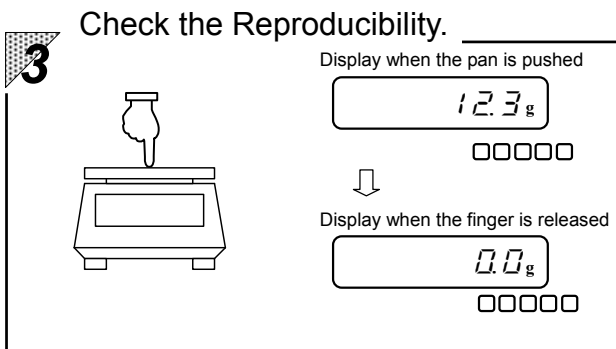 3
Check the Reproducibility.
Display when the pan is pushed
12.3 g
Display when the finger is released
0.0 g